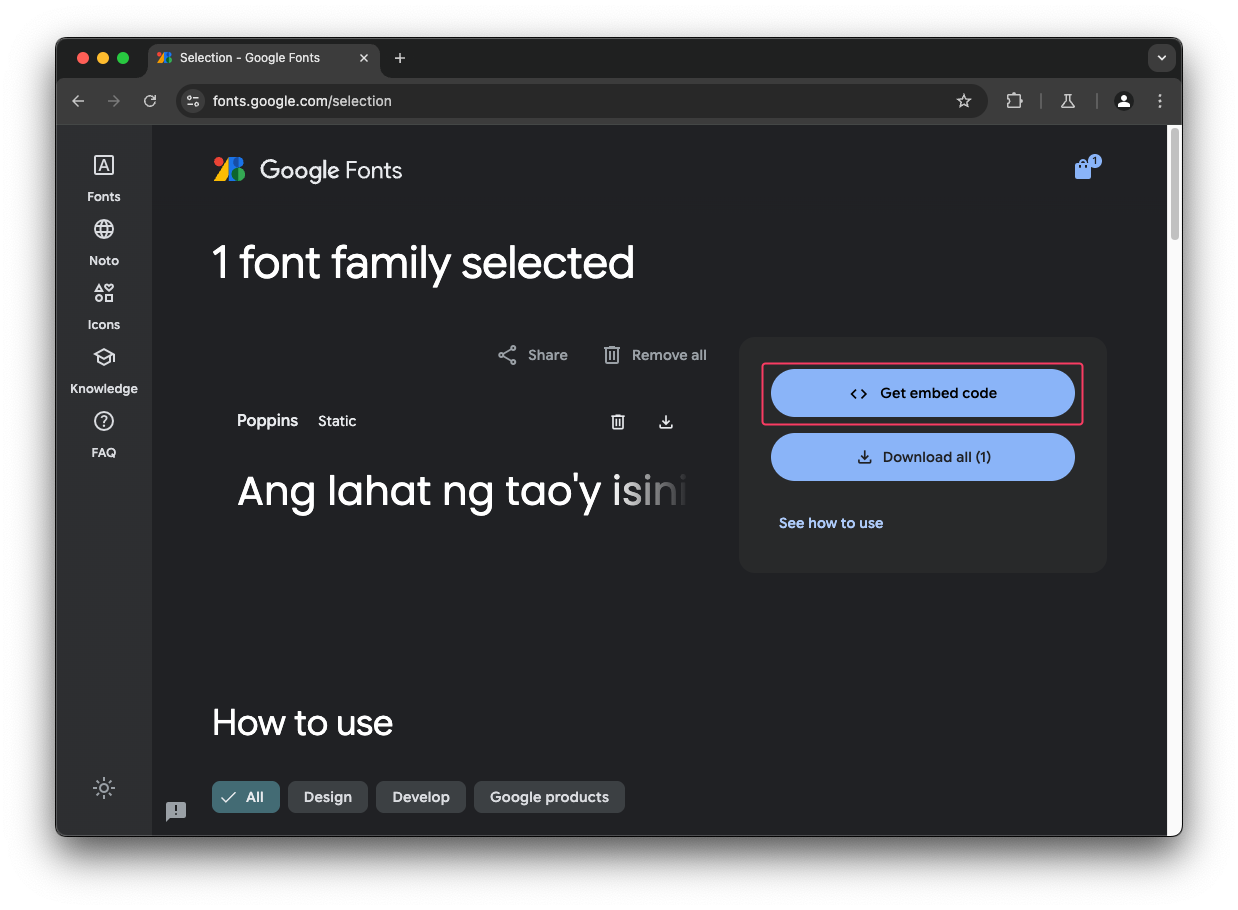 Selection - Google Fonts
fonts.google.com/selection
A
Fonts
Noto
Icons
Knowledge
?
FAQ
Google Fonts
1
1 font family selected
Share
Remove all
Poppins Static
Ang lahat ng tao'y isini
<> Get embed code
Download all (1)
See how to use
How to use
All
Design
Develop
Google products
!